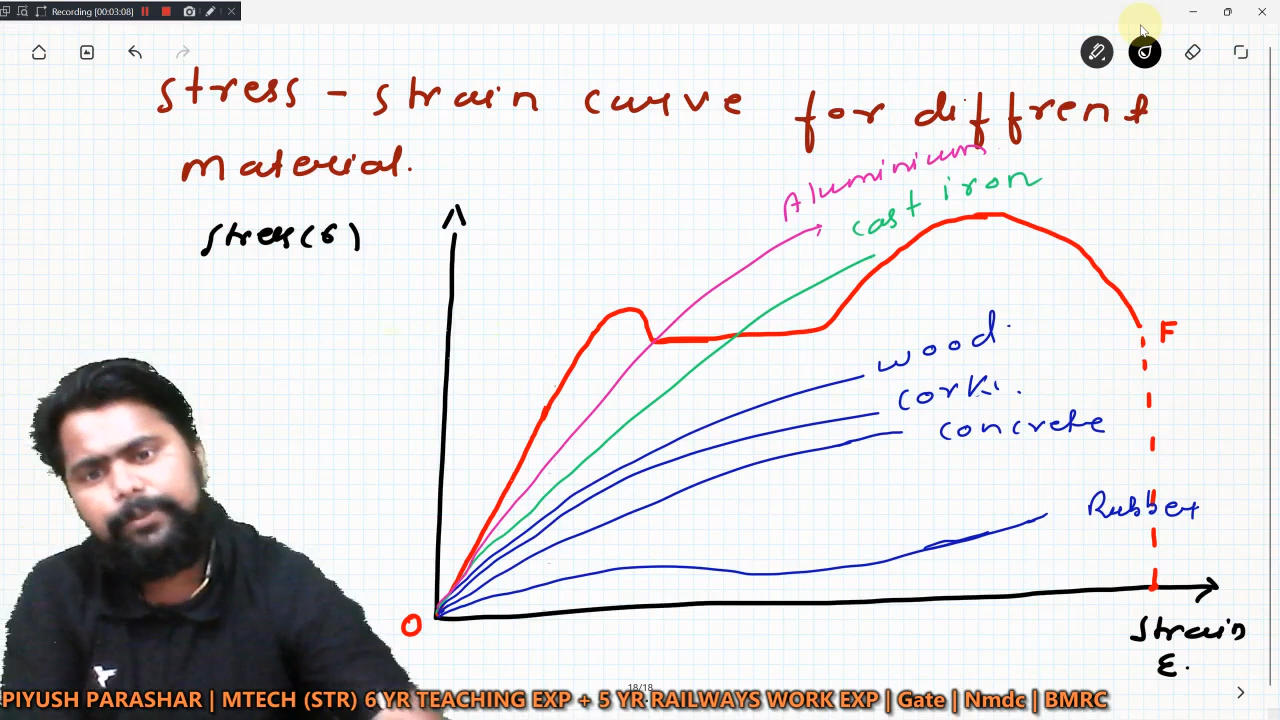 Recording [00:03:08]
stress - strain curve for diffrent
material.
Aluminium
cast iron
stress(σ)
wood.
F
cork.
concrete
Rubber
O
strain
ε.
18/18
PIYUSH PARASHAR | MTECH (STR) 6 YR TEACHING EXP + 5 YR RAILWAYS WORK EXP | Gate | Nmdc | BMRC